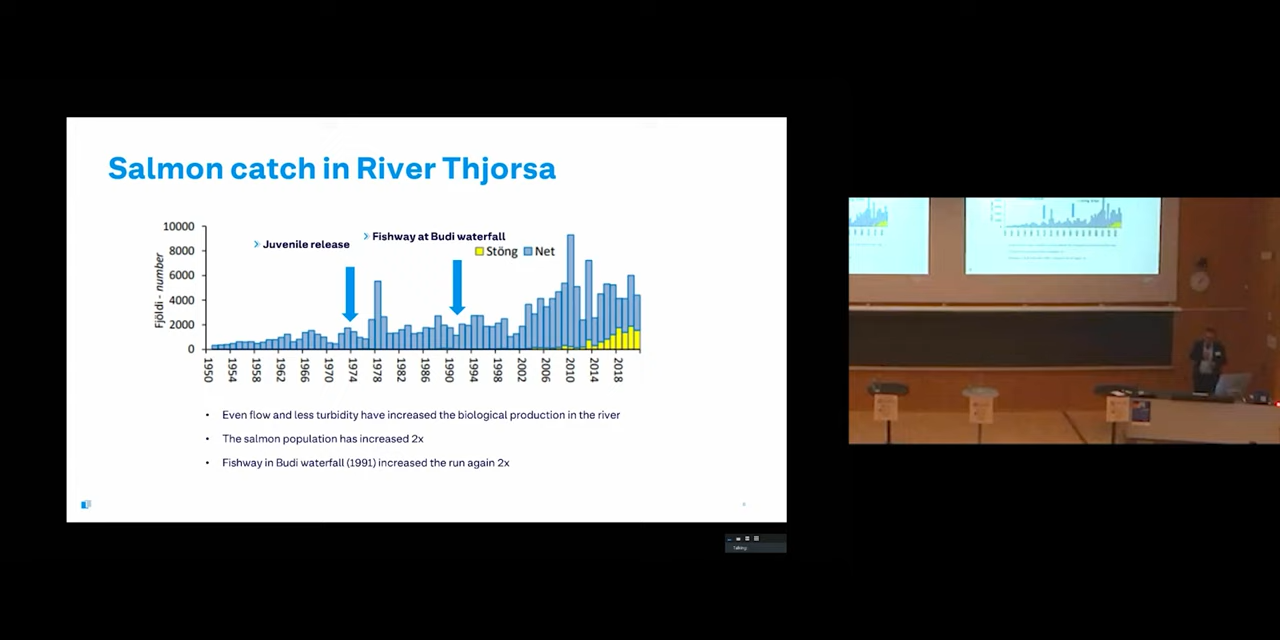 Salmon catch in River Thjorsa
10000
8000
6000
4000
2000
0
Fjöldi - number
> Juvenile release
> Fishway at Budi waterfall
Stöng Net
1950 1954 1958 1962 1966 1970 1974 1978 1982 1986 1990 1994 1998 2002 2006 2010 2014 2018
• Even flow and less turbidity have increased the biological production in the river
• The salmon population has increased 2x
• Fishway in Budi waterfall (1991) increased the run again 2x
Talking: